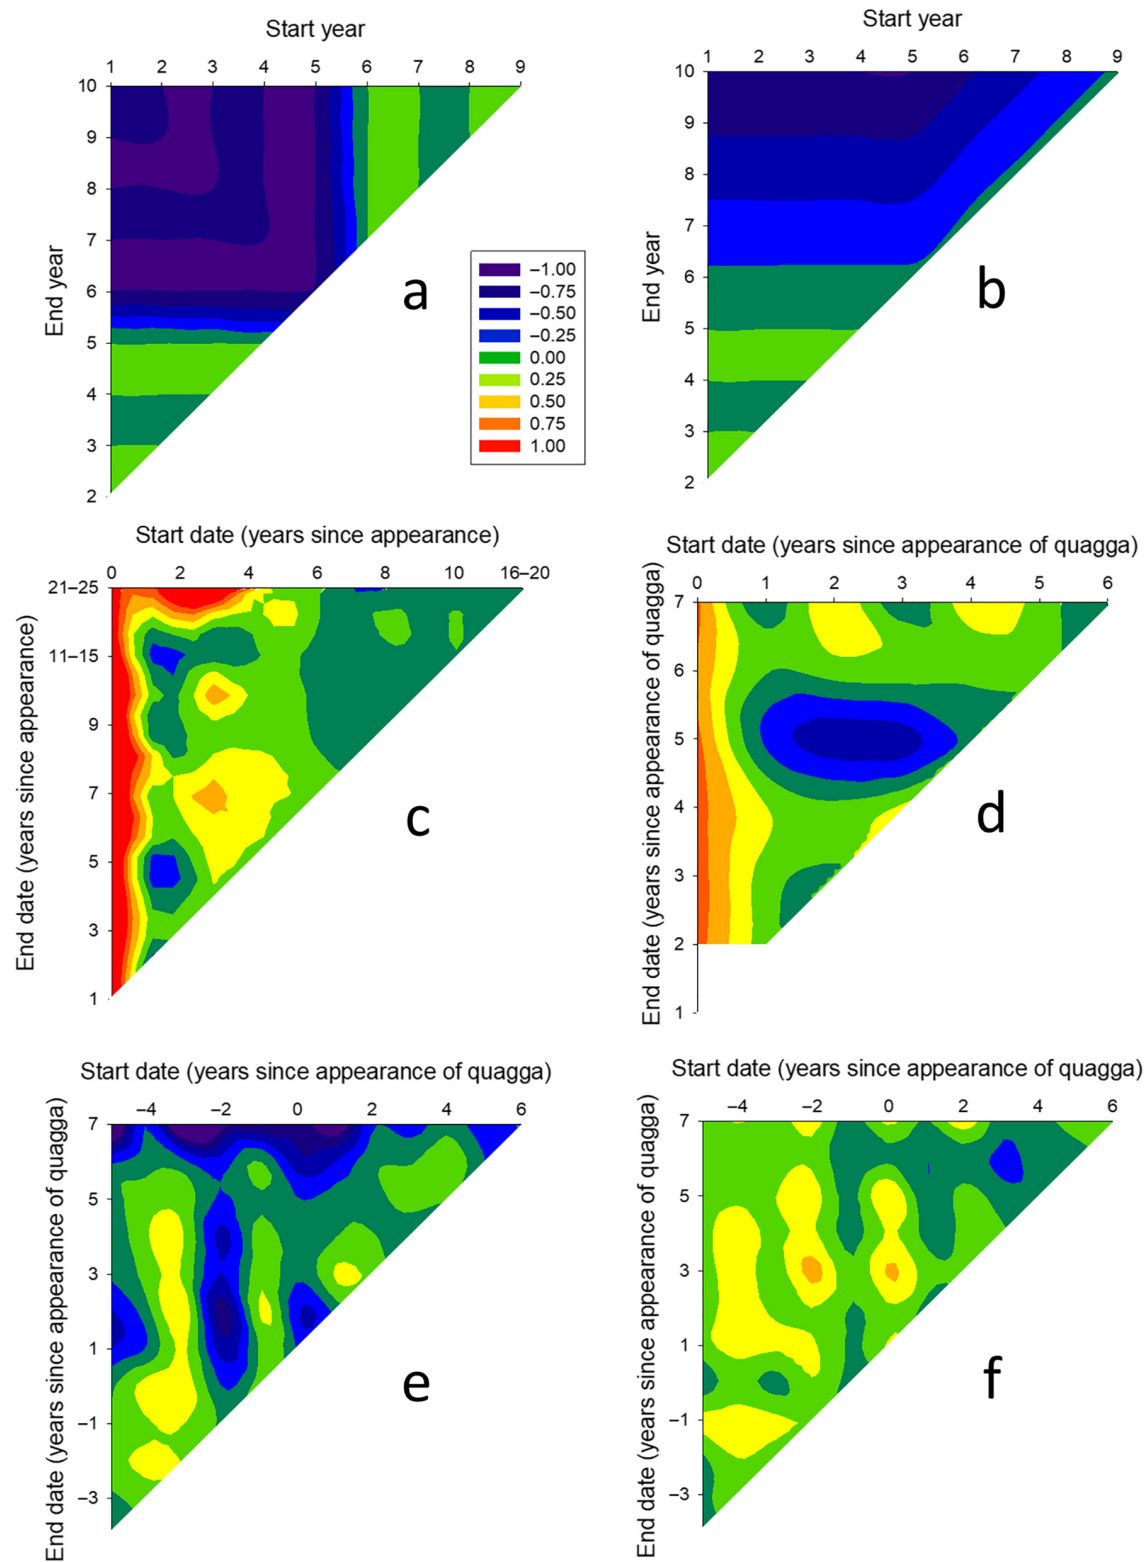 Start year
1 2 3 4 5 6 7 8 9
End year
10
9
8
7
6
5
4
3
2
a
Start year
1 2 3 4 5 6 7 8 9
End year
10
9
8
7
6
5
4
3
2
b
−1.00
−0.75
−0.50
−0.25
0.00
0.25
0.50
0.75
1.00
Start date (years since appearance)
0 2 4 6 8 10 16–20
End date (years since appearance)
21–25
11–15
9
7
5
3
1
c
Start date (years since appearance of quagga)
0 1 2 3 4 5 6
End date (years since appearance of quagga)
7
6
5
4
3
2
1
d
Start date (years since appearance of quagga)
−4 −2 0 2 4 6
End date (years since appearance of quagga)
7
5
3
1
−1
−3
e
Start date (years since appearance of quagga)
−4 −2 0 2 4 6
End date (years since appearance of quagga)
7
5
3
1
−1
−3
f